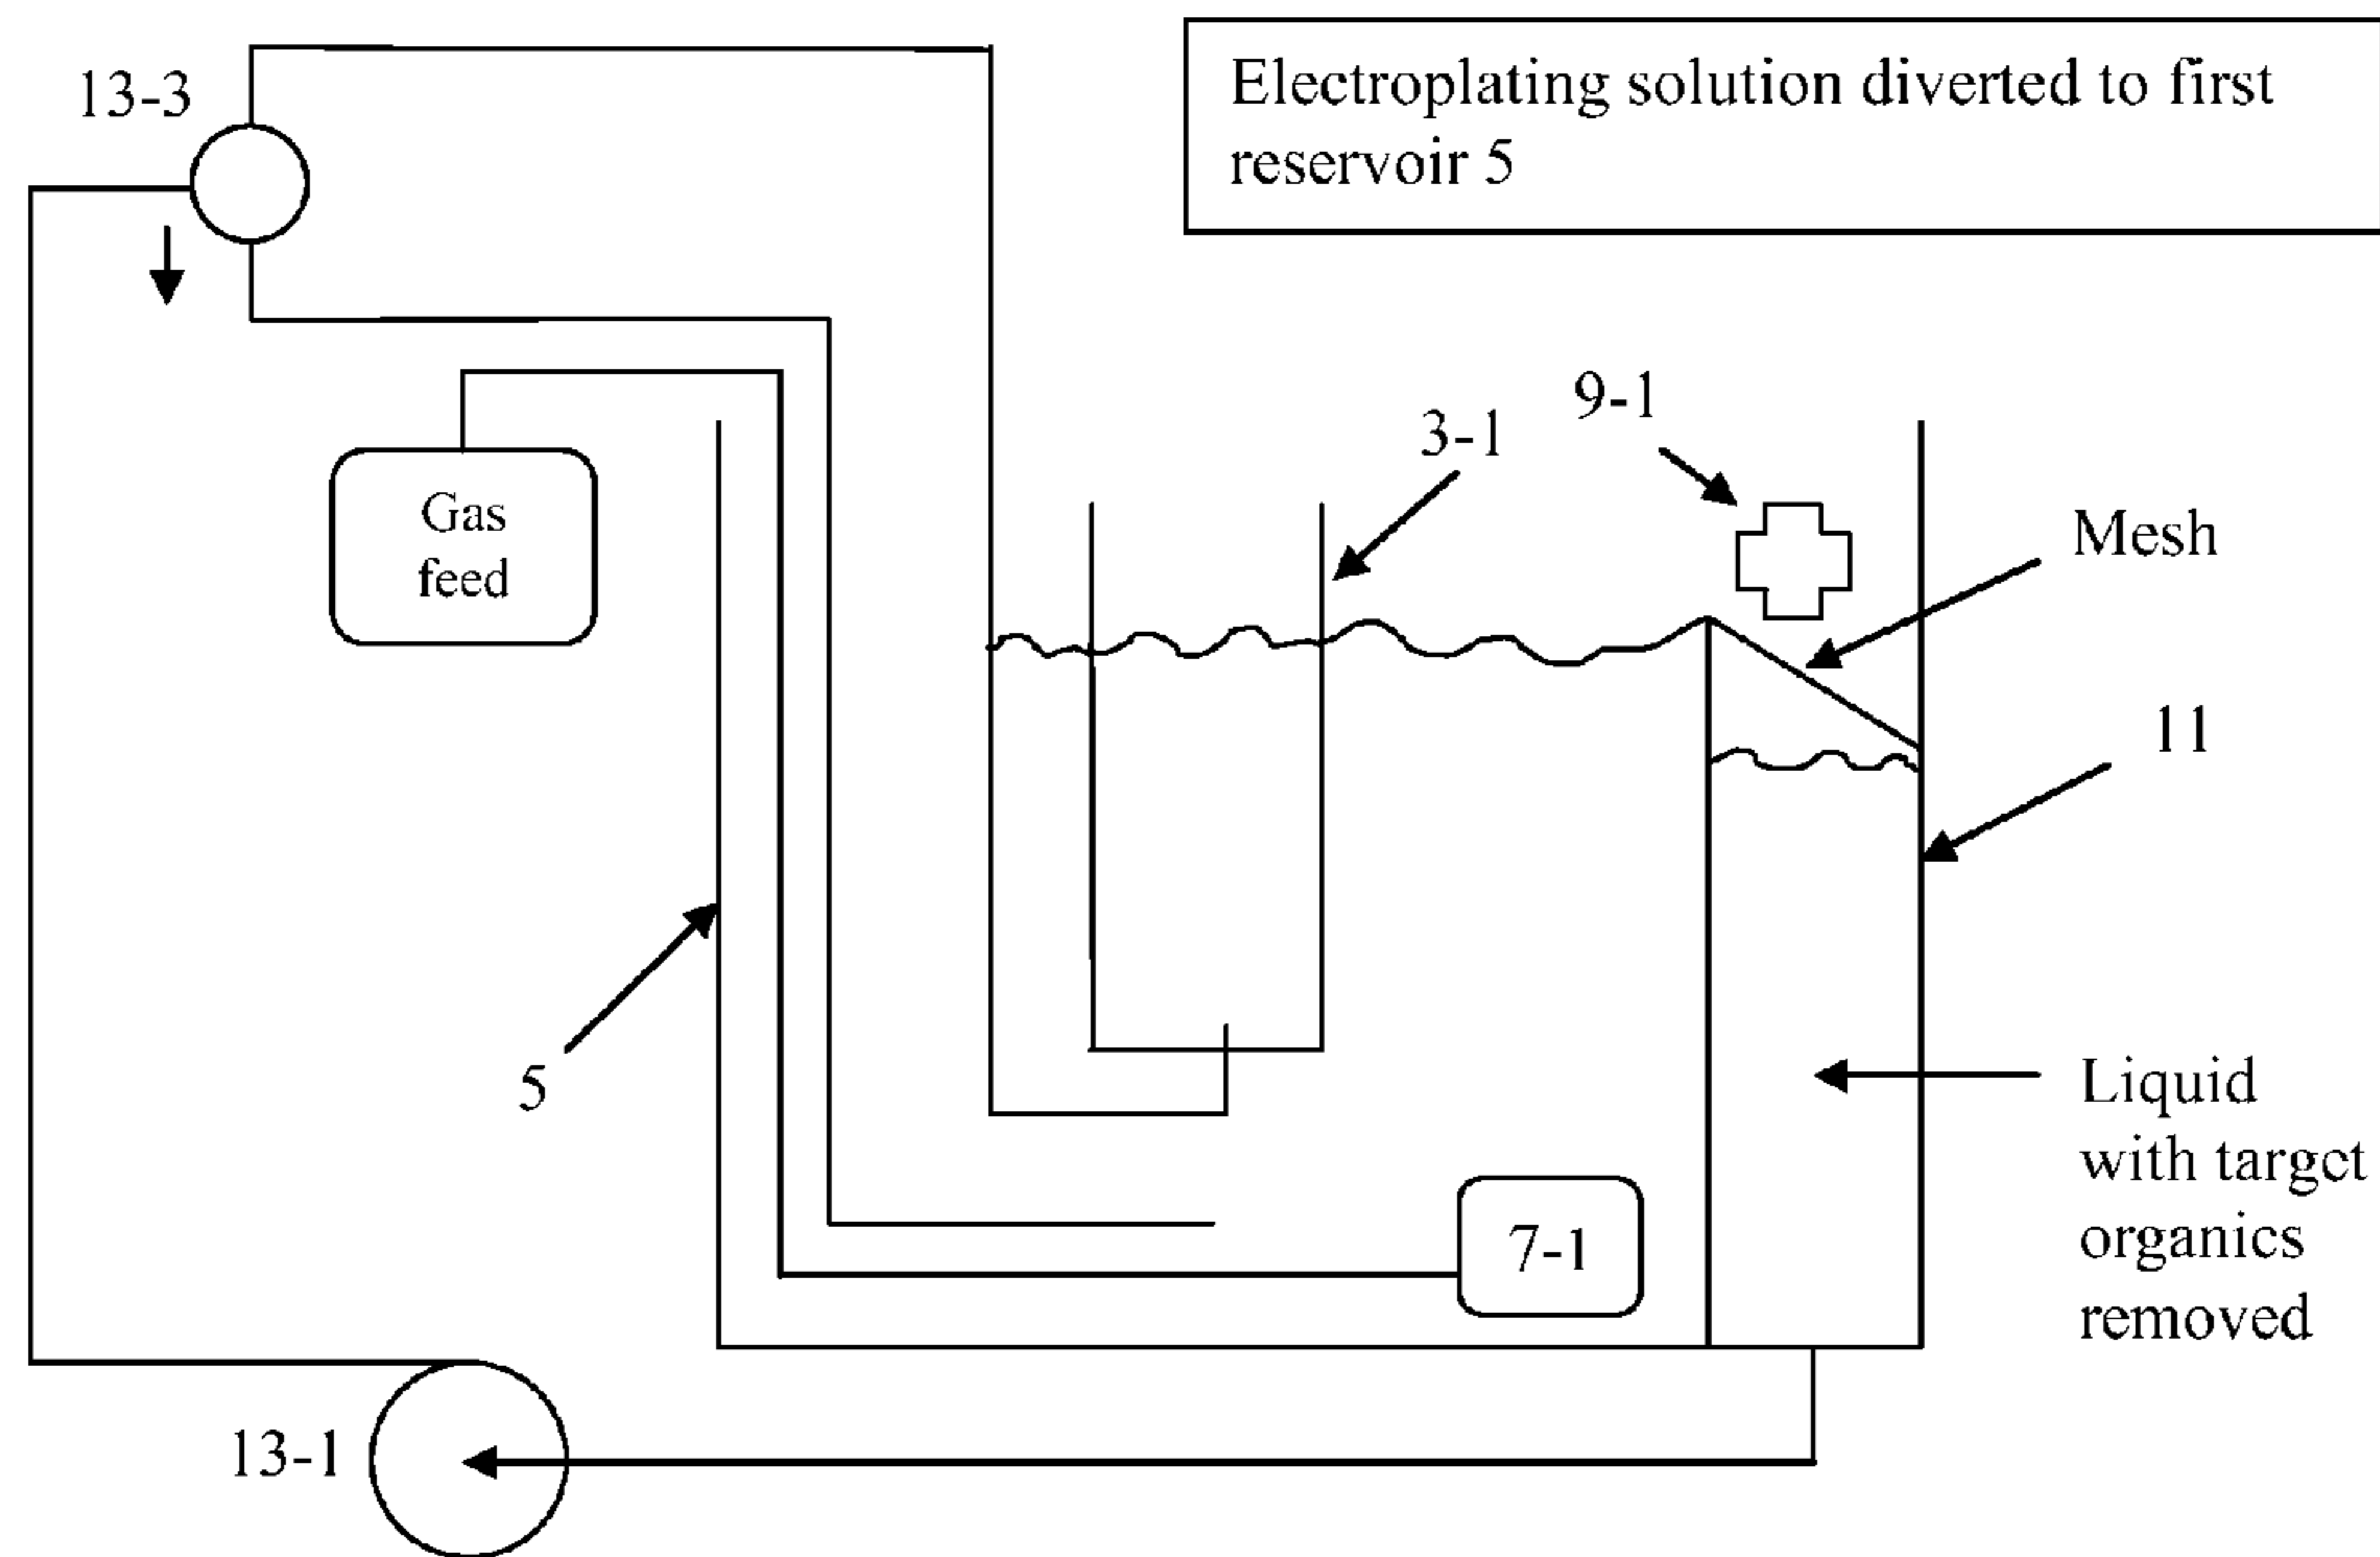 Electroplating solution diverted to first
reservoir 5
13-3
9-1
3-1
Gas
feed
Mesh
11
5
Liquid
with target
organics
removed
7-1
13-1